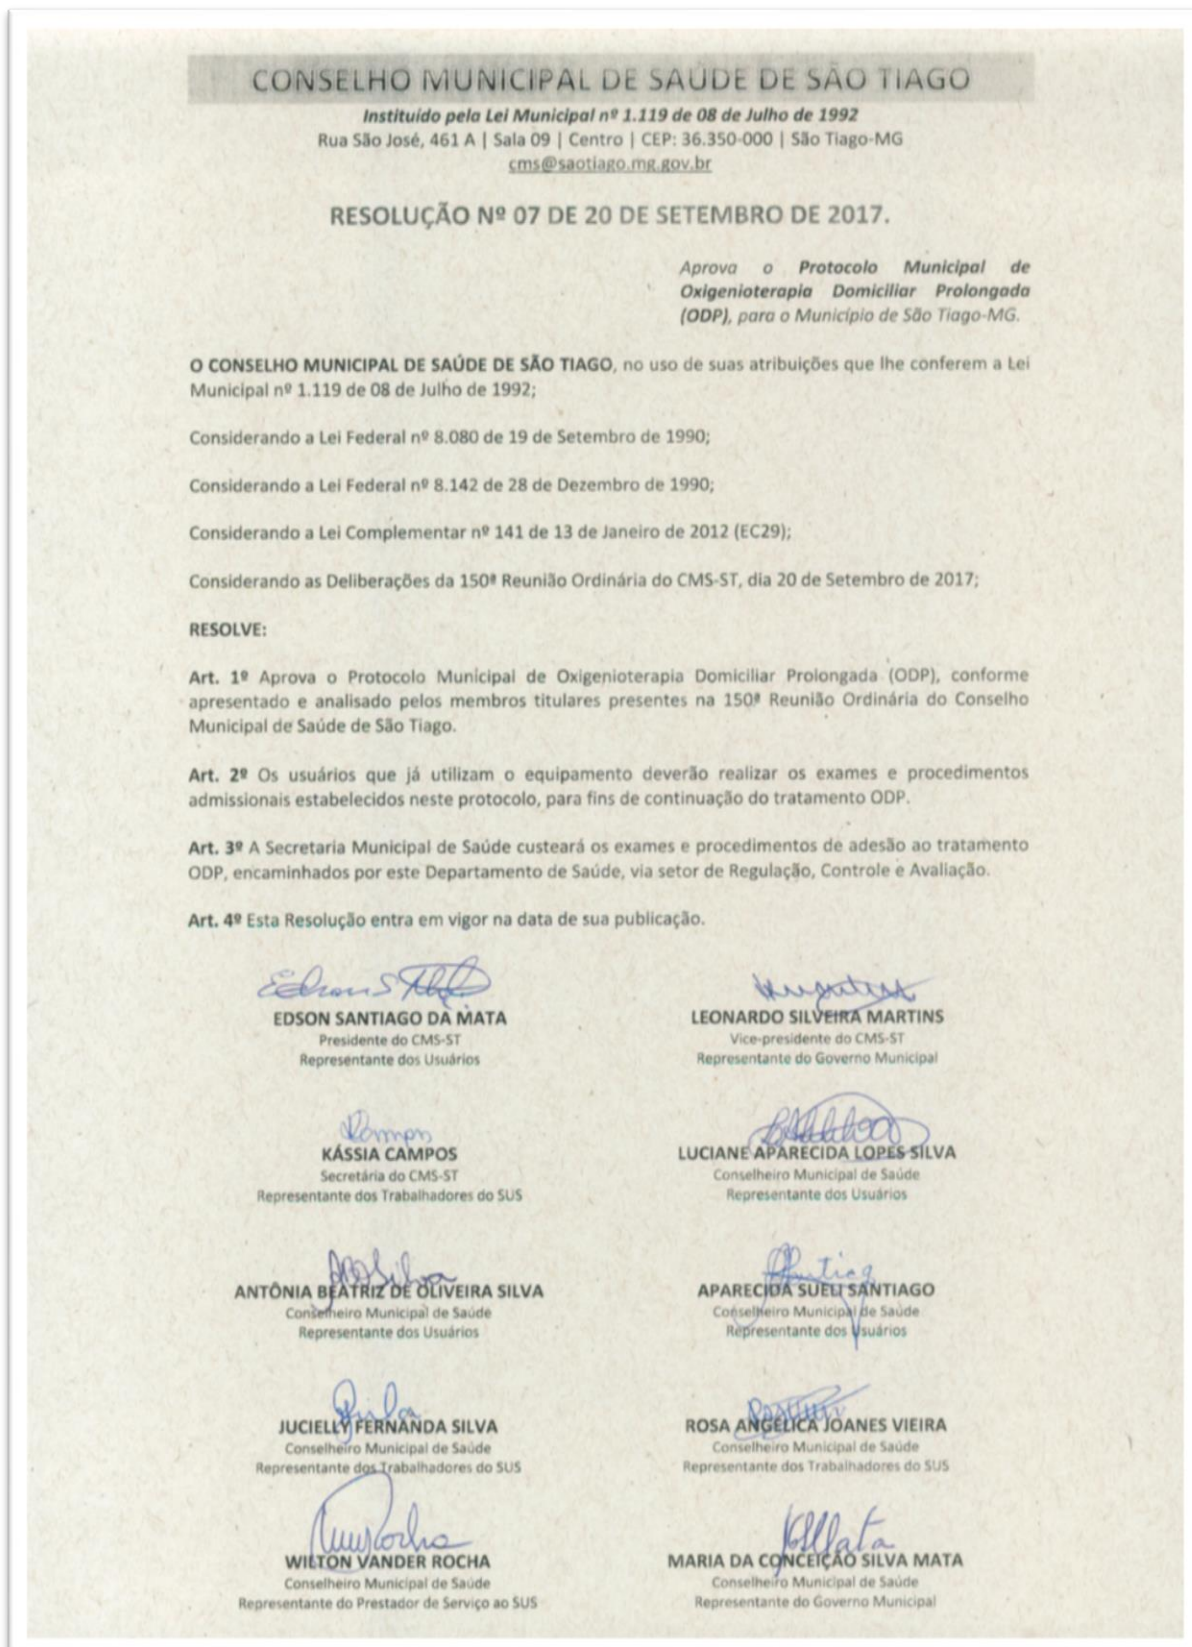 CONSELHO MUNICIPAL DE SAÚDE DE SÃO TIAGO
Instituído pela Lei Municipal nº 1.119 de 08 de Julho de 1992
Rua São José, 461 A | Sala 09 | Centro | CEP: 36.350-000 | São Tiago-MG
cms@saotiago.mg.gov.br
RESOLUÇÃO Nº 07 DE 20 DE SETEMBRO DE 2017.
Aprova o Protocolo Municipal de
Oxigenioterapia Domiciliar Prolongada
(ODP), para o Município de São Tiago-MG.
O CONSELHO MUNICIPAL DE SAÚDE DE SÃO TIAGO, no uso de suas atribuições que lhe conferem a Lei
Municipal nº 1.119 de 08 de Julho de 1992;
Considerando a Lei Federal nº 8.080 de 19 de Setembro de 1990;
Considerando a Lei Federal nº 8.142 de 28 de Dezembro de 1990;
Considerando a Lei Complementar nº 141 de 13 de Janeiro de 2012 (EC29);
Considerando as Deliberações da 150ª Reunião Ordinária do CMS-ST, dia 20 de Setembro de 2017;
RESOLVE:
Art. 1º Aprova o Protocolo Municipal de Oxigenioterapia Domiciliar Prolongada (ODP), conforme
apresentado e analisado pelos membros titulares presentes na 150ª Reunião Ordinária do Conselho
Municipal de Saúde de São Tiago.
Art. 2º Os usuários que já utilizam o equipamento deverão realizar os exames e procedimentos
admissionais estabelecidos neste protocolo, para fins de continuação do tratamento ODP.
Art. 3º A Secretaria Municipal de Saúde custeará os exames e procedimentos de adesão ao tratamento
ODP, encaminhados por este Departamento de Saúde, via setor de Regulação, Controle e Avaliação.
Art. 4º Esta Resolução entra em vigor na data de sua publicação.
EDSON SANTIAGO DA MATA
Presidente do CMS-ST
Representante dos Usuários
LEONARDO SILVEIRA MARTINS
Vice-presidente do CMS-ST
Representante do Governo Municipal
KÁSSIA CAMPOS
Secretária do CMS-ST
Representante dos Trabalhadores do SUS
LUCIANE APARECIDA LOPES SILVA
Conselheiro Municipal de Saúde
Representante dos Usuários
ANTÔNIA BEATRIZ DE OLIVEIRA SILVA
Conselheiro Municipal de Saúde
Representante dos Usuários
APARECIDA SUELI SANTIAGO
Conselheiro Municipal de Saúde
Representante dos Usuários
JUCIELLY FERNANDA SILVA
Conselheiro Municipal de Saúde
Representante dos Trabalhadores do SUS
ROSA ANGÉLICA JOANES VIEIRA
Conselheiro Municipal de Saúde
Representante dos Trabalhadores do SUS
WILTON VANDER ROCHA
Conselheiro Municipal de Saúde
Representante do Prestador de Serviço ao SUS
MARIA DA CONCEIÇÃO SILVA MATA
Conselheiro Municipal de Saúde
Representante do Governo Municipal